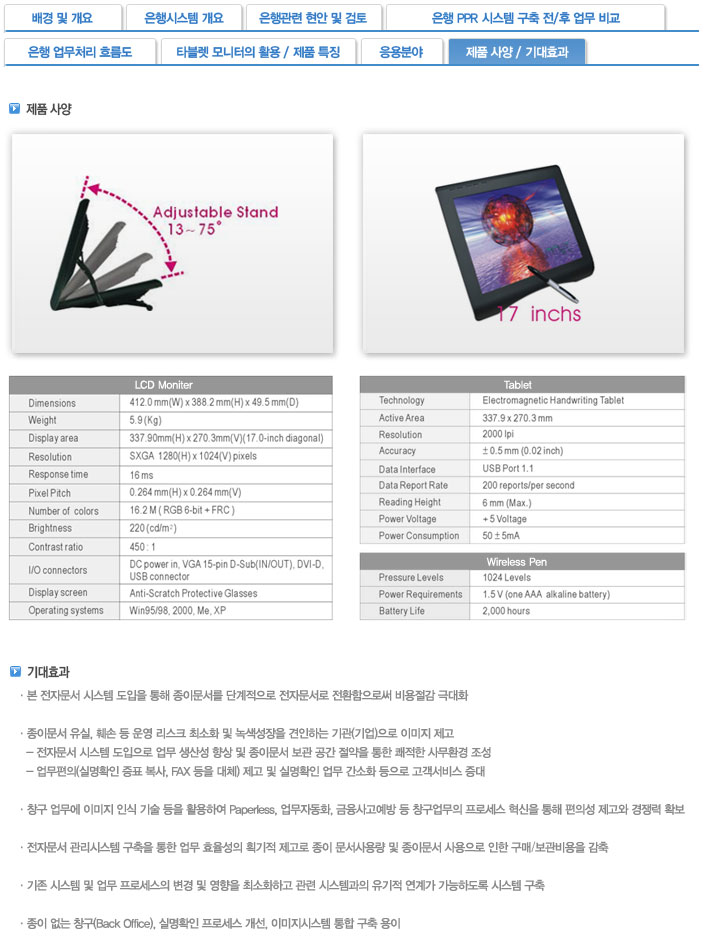 배경 및 개요
은행시스템 개요
은행관련 현안 및 검토
은행 PPR 시스템 구축 전/후 업무 비교
은행 업무처리 흐름도
타블렛 모니터의 활용 / 제품 특징
응용분야
제품 사양 / 기대효과
제품 사양
Adjustable Stand
13~75°
17 inchs
LCD Moniter
Dimensions 412.0 mm(W) x 388.2 mm(H) x 49.5 mm(D)
Weight 5.9 (Kg)
Display area 337.90mm(H) x 270.3mm(V)(17.0-inch diagonal)
Resolution SXGA 1280(H) x 1024(V) pixels
Response time 16 ms
Pixel Pitch 0.264 mm(H) x 0.264 mm(V)
Number of colors 16.2 M ( RGB 6-bit + FRC )
Brightness 220 (cd/m²)
Contrast ratio 450 : 1
I/O connectors DC power in, VGA 15-pin D-Sub(IN/OUT), DVI-D,
USB connector
Display screen Anti-Scratch Protective Glasses
Operating systems Win95/98, 2000, Me, XP
Tablet
Technology Electromagnetic Handwriting Tablet
Active Area 337.9 x 270.3 mm
Resolution 2000 lpi
Accuracy ± 0.5 mm (0.02 inch)
Data Interface USB Port 1.1
Data Report Rate 200 reports/per second
Reading Height 6 mm (Max.)
Power Voltage + 5 Voltage
Power Consumption 50 ± 5mA
Wireless Pen
Pressure Levels 1024 Levels
Power Requirements 1.5 V (one AAA alkaline battery)
Battery Life 2,000 hours
기대효과
· 본 전자문서 시스템 도입을 통해 종이문서를 단계적으로 전자문서로 전환함으로써 비용절감 극대화
· 종이문서 유실, 훼손 등 운영 리스크 최소화 및 녹색성장을 견인하는 기관(기업)으로 이미지 제고
– 전자문서 시스템 도입으로 업무 생산성 향상 및 종이문서 보관 공간 절약을 통한 쾌적한 사무환경 조성
– 업무편의(실명확인 증표 복사, FAX 등을 대체) 제고 및 실명확인 업무 간소화 등으로 고객서비스 증대
· 창구 업무에 이미지 인식 기술 등을 활용하여 Paperless, 업무자동화, 금융사고예방 등 창구업무의 프로세스 혁신을 통해 편의성 제고와 경쟁력 확보
· 전자문서 관리시스템 구축을 통한 업무 효율성의 획기적 제고로 종이 문서사용량 및 종이문서 사용으로 인한 구매/보관비용을 감축
· 기존 시스템 및 업무 프로세스의 변경 및 영향을 최소화하고 관련 시스템과의 유기적 연계가 가능하도록 시스템 구축
· 종이 없는 창구(Back Office), 실명확인 프로세스 개선, 이미지시스템 통합 구축 용이